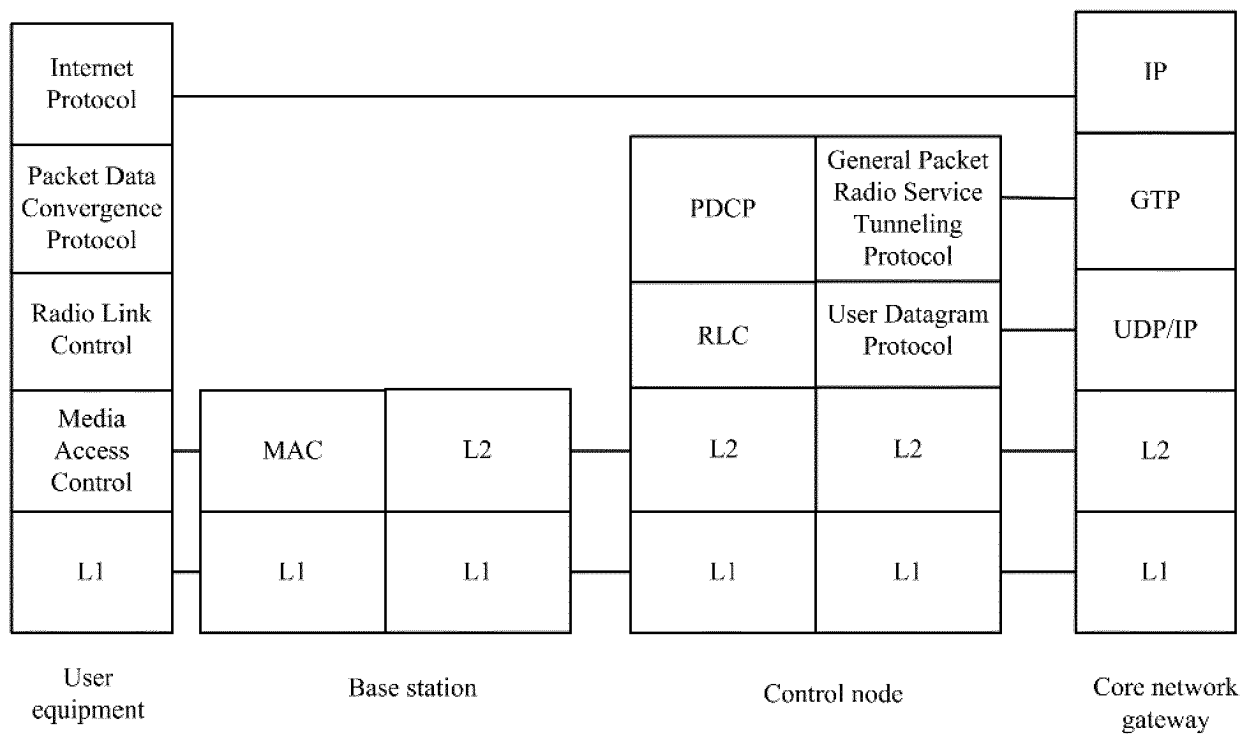 Internet
Protocol
Packet Data
Convergence
Protocol
Radio Link
Control
Media
Access
Control
L1
MAC
L2
L1
L1
PDCP
General Packet
Radio Service
Tunneling
Protocol
RLC
User Datagram
Protocol
L2
L2
L1
L1
IP
GTP
UDP/IP
L2
L1
User
equipment
Base station
Control node
Core network
gateway